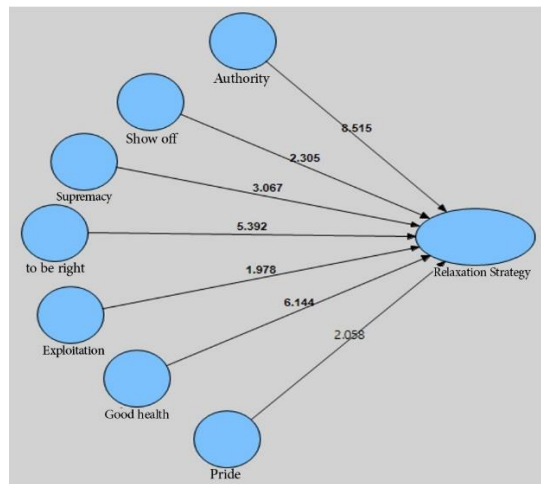 Authority
8.515
Show off
2.305
Supremacy
3.067
to be right
5.392
Relaxation Strategy
Exploitation
1.978
Good health
6.144
Pride
2.058